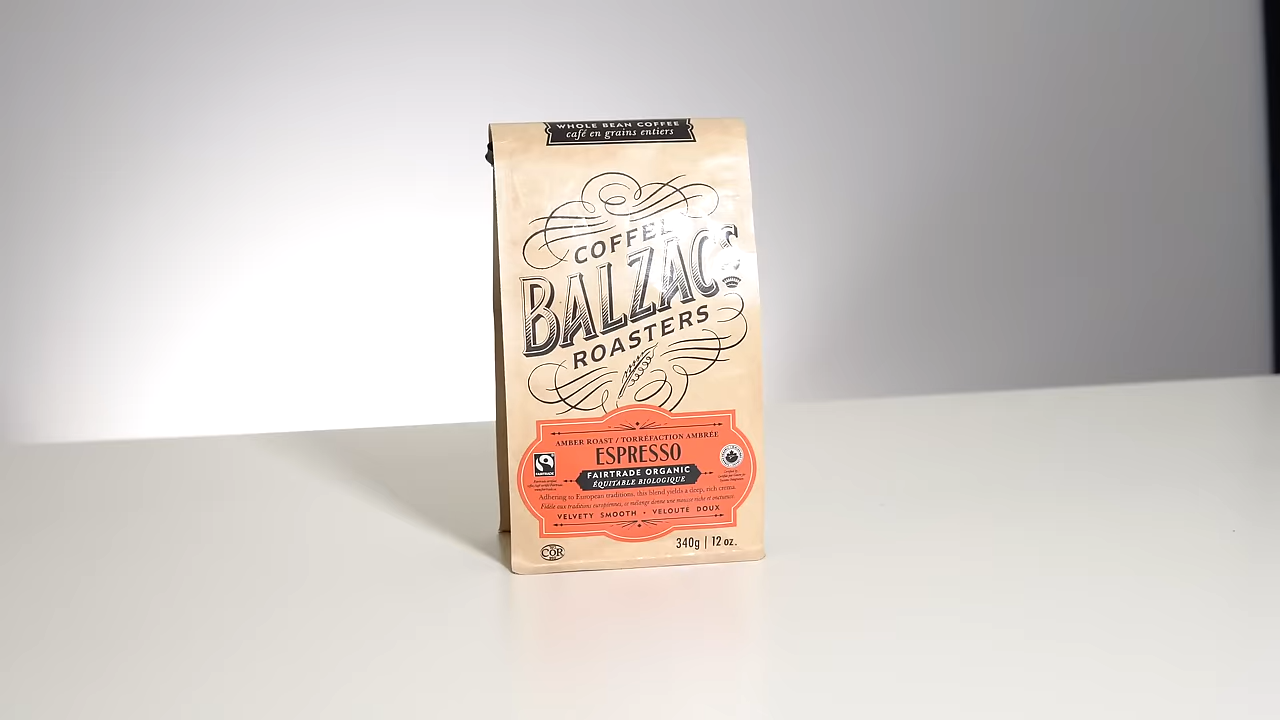 WHOLE BEAN COFFEE
café en grains entiers
COFFEE
BALZAC'S
ROASTERS
AMBER ROAST / TORRÉFACTION AMBRÉE
ESPRESSO
FAIRTRADE ORGANIC
ÉQUITABLE BIOLOGIQUE
FAIRTRADE
Adhering to European traditions, this blend yields a deep, rich crema.
Fidèle aux traditions européennes, ce mélange donne une mousse riche et onctueuse.
VELVETY SMOOTH • VELOUTE DOUX
COR
340g | 12 oz.